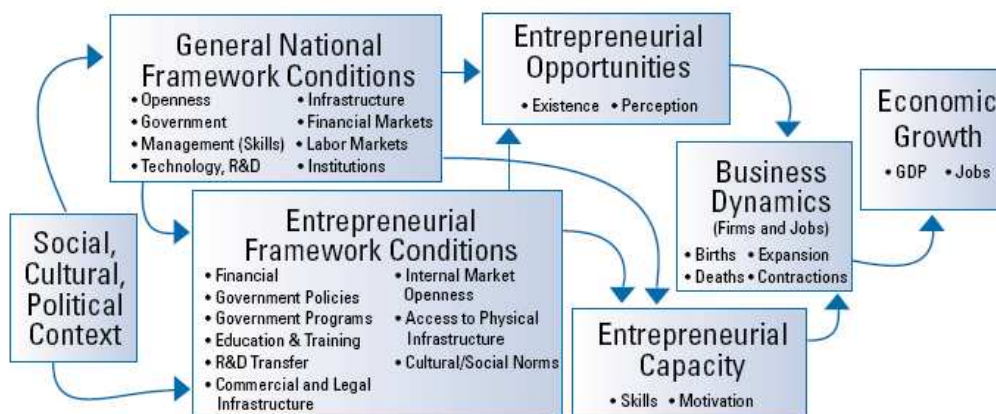 General National
Framework Conditions
• Openness
• Government
• Management (Skills)
• Technology, R&D
• Infrastructure
• Financial Markets
• Labor Markets
• Institutions
Entrepreneurial
Opportunities
• Existence • Perception
Economic
Growth
• GDP • Jobs
Business
Dynamics
(Firms and Jobs)
• Births • Expansion
• Deaths • Contractions
Social,
Cultural,
Political
Context
Entrepreneurial
Framework Conditions
• Financial
• Government Policies
• Government Programs
• Education & Training
• R&D Transfer
• Commercial and Legal
Infrastructure
• Internal Market
Openness
• Access to Physical
Infrastructure
• Cultural/Social Norms
Entrepreneurial
Capacity
• Skills • Motivation